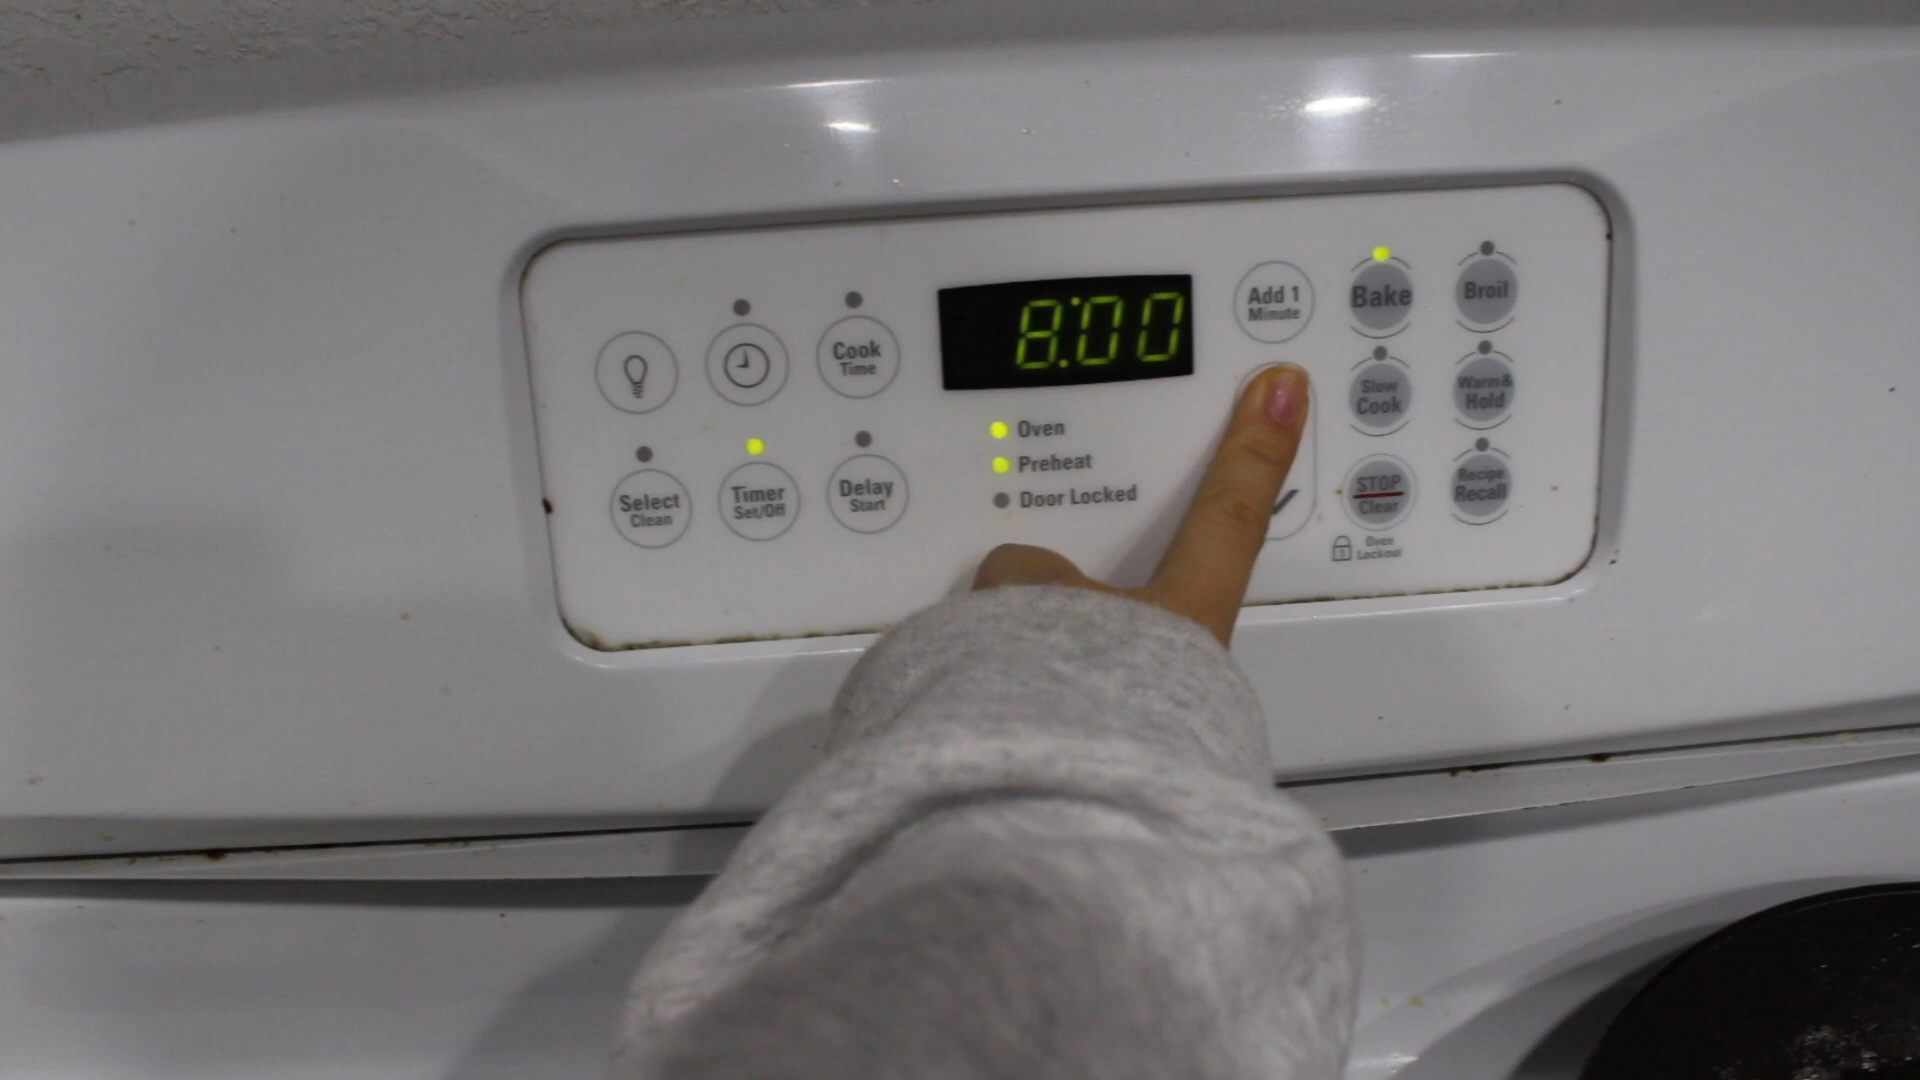 8:00
Add 1
Minute
Bake
Broil
Cook
Time
Slow
Cook
Warm&
Hold
Oven
Preheat
Door Locked
Select
Clean
Timer
Set/Off
Delay
Start
STOP
Clear
Recipe
Recall
Oven
Lockout